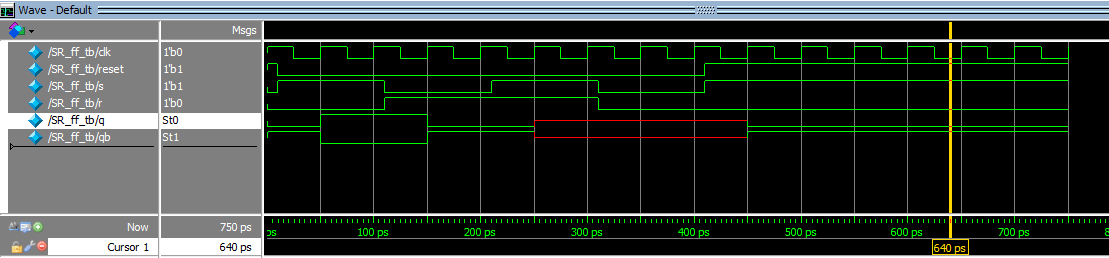 Wave - Default
Msgs
/SR_ff_tb/clk 1'b0
/SR_ff_tb/reset 1'b1
/SR_ff_tb/s 1'b1
/SR_ff_tb/r 1'b0
/SR_ff_tb/q St0
/SR_ff_tb/qb St1
Now 750 ps ps 100 ps 200 ps 300 ps 400 ps 500 ps 600 ps 700 ps 8
Cursor 1 640 ps 640 ps